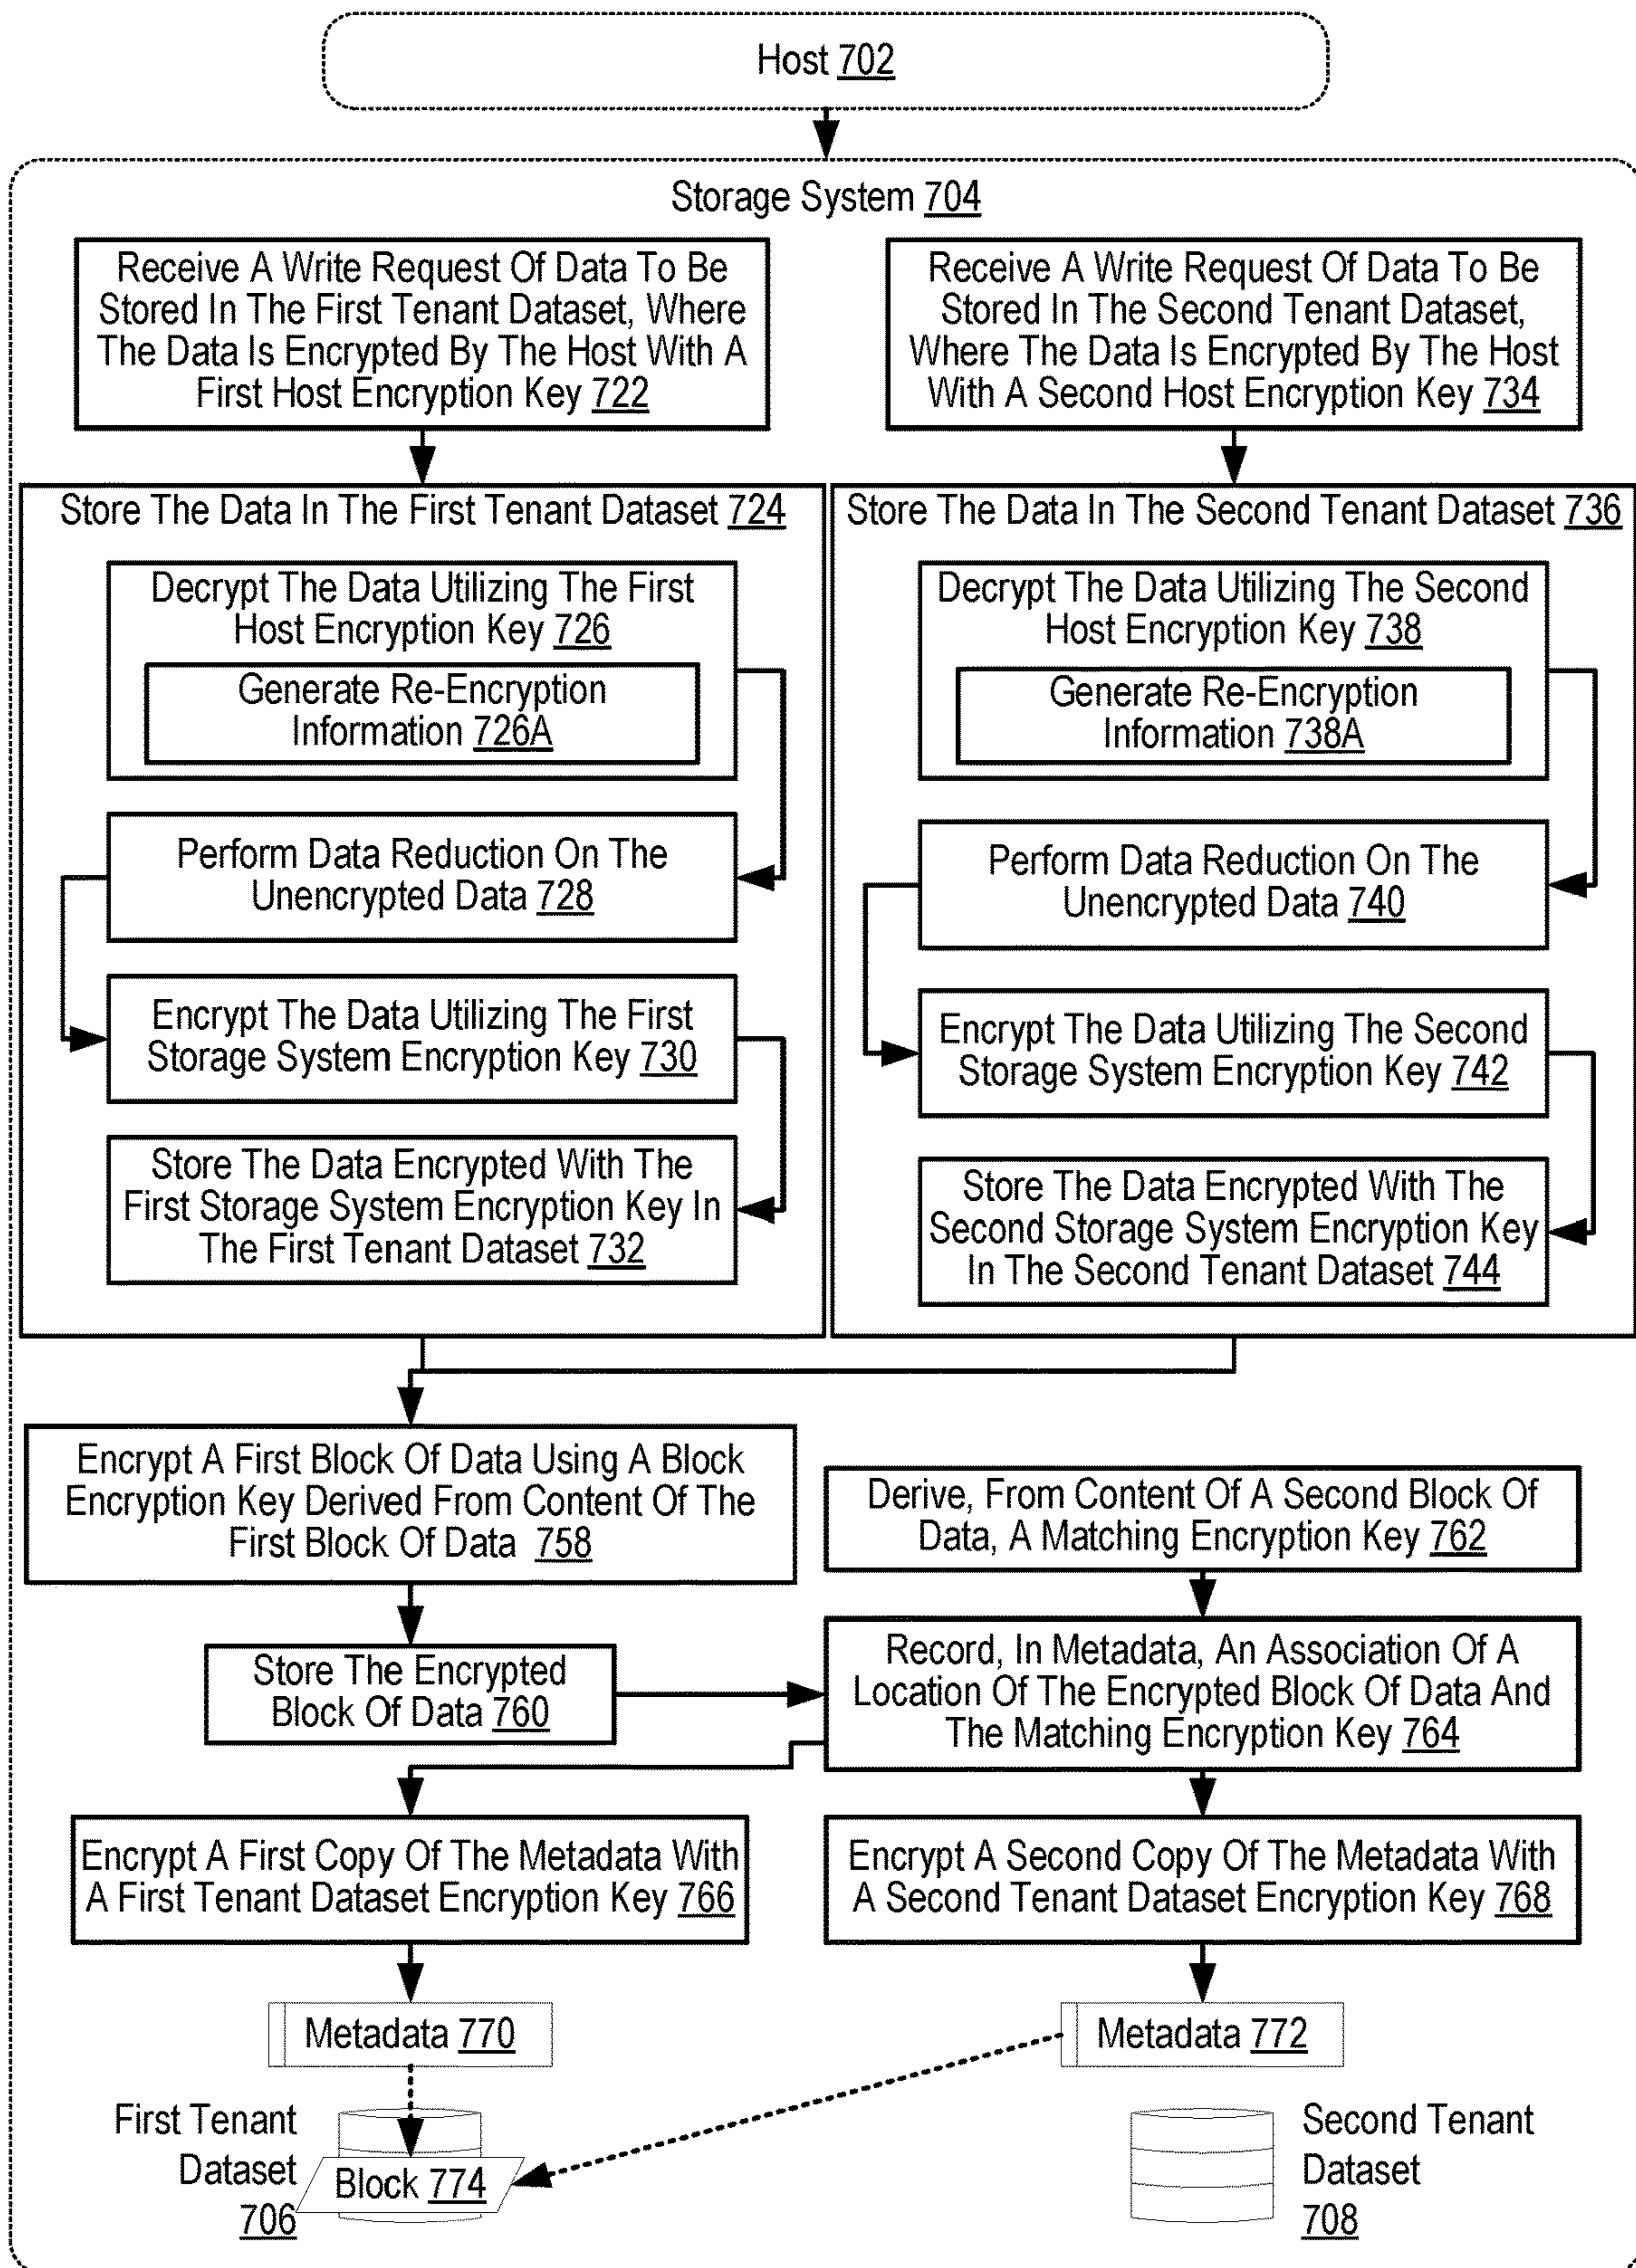 Host 702
Storage System 704
Receive A Write Request Of Data To Be
Stored In The First Tenant Dataset, Where
The Data Is Encrypted By The Host With A
First Host Encryption Key 722
Receive A Write Request Of Data To Be
Stored In The Second Tenant Dataset,
Where The Data Is Encrypted By The Host
With A Second Host Encryption Key 734
Store The Data In The First Tenant Dataset 724
Decrypt The Data Utilizing The First
Host Encryption Key 726
Generate Re-Encryption
Information 726A
Perform Data Reduction On The
Unencrypted Data 728
Encrypt The Data Utilizing The First
Storage System Encryption Key 730
Store The Data Encrypted With The
First Storage System Encryption Key In
The First Tenant Dataset 732
Store The Data In The Second Tenant Dataset 736
Decrypt The Data Utilizing The Second
Host Encryption Key 738
Generate Re-Encryption
Information 738A
Perform Data Reduction On The
Unencrypted Data 740
Encrypt The Data Utilizing The Second
Storage System Encryption Key 742
Store The Data Encrypted With The
Second Storage System Encryption Key
In The Second Tenant Dataset 744
Encrypt A First Block Of Data Using A Block
Encryption Key Derived From Content Of The
First Block Of Data 758
Derive, From Content Of A Second Block Of
Data, A Matching Encryption Key 762
Store The Encrypted
Block Of Data 760
Record, In Metadata, An Association Of A
Location Of The Encrypted Block Of Data And
The Matching Encryption Key 764
Encrypt A First Copy Of The Metadata With
A First Tenant Dataset Encryption Key 766
Encrypt A Second Copy Of The Metadata With
A Second Tenant Dataset Encryption Key 768
Metadata 770
Metadata 772
First Tenant
Dataset
706
Block 774
Second Tenant
Dataset
708